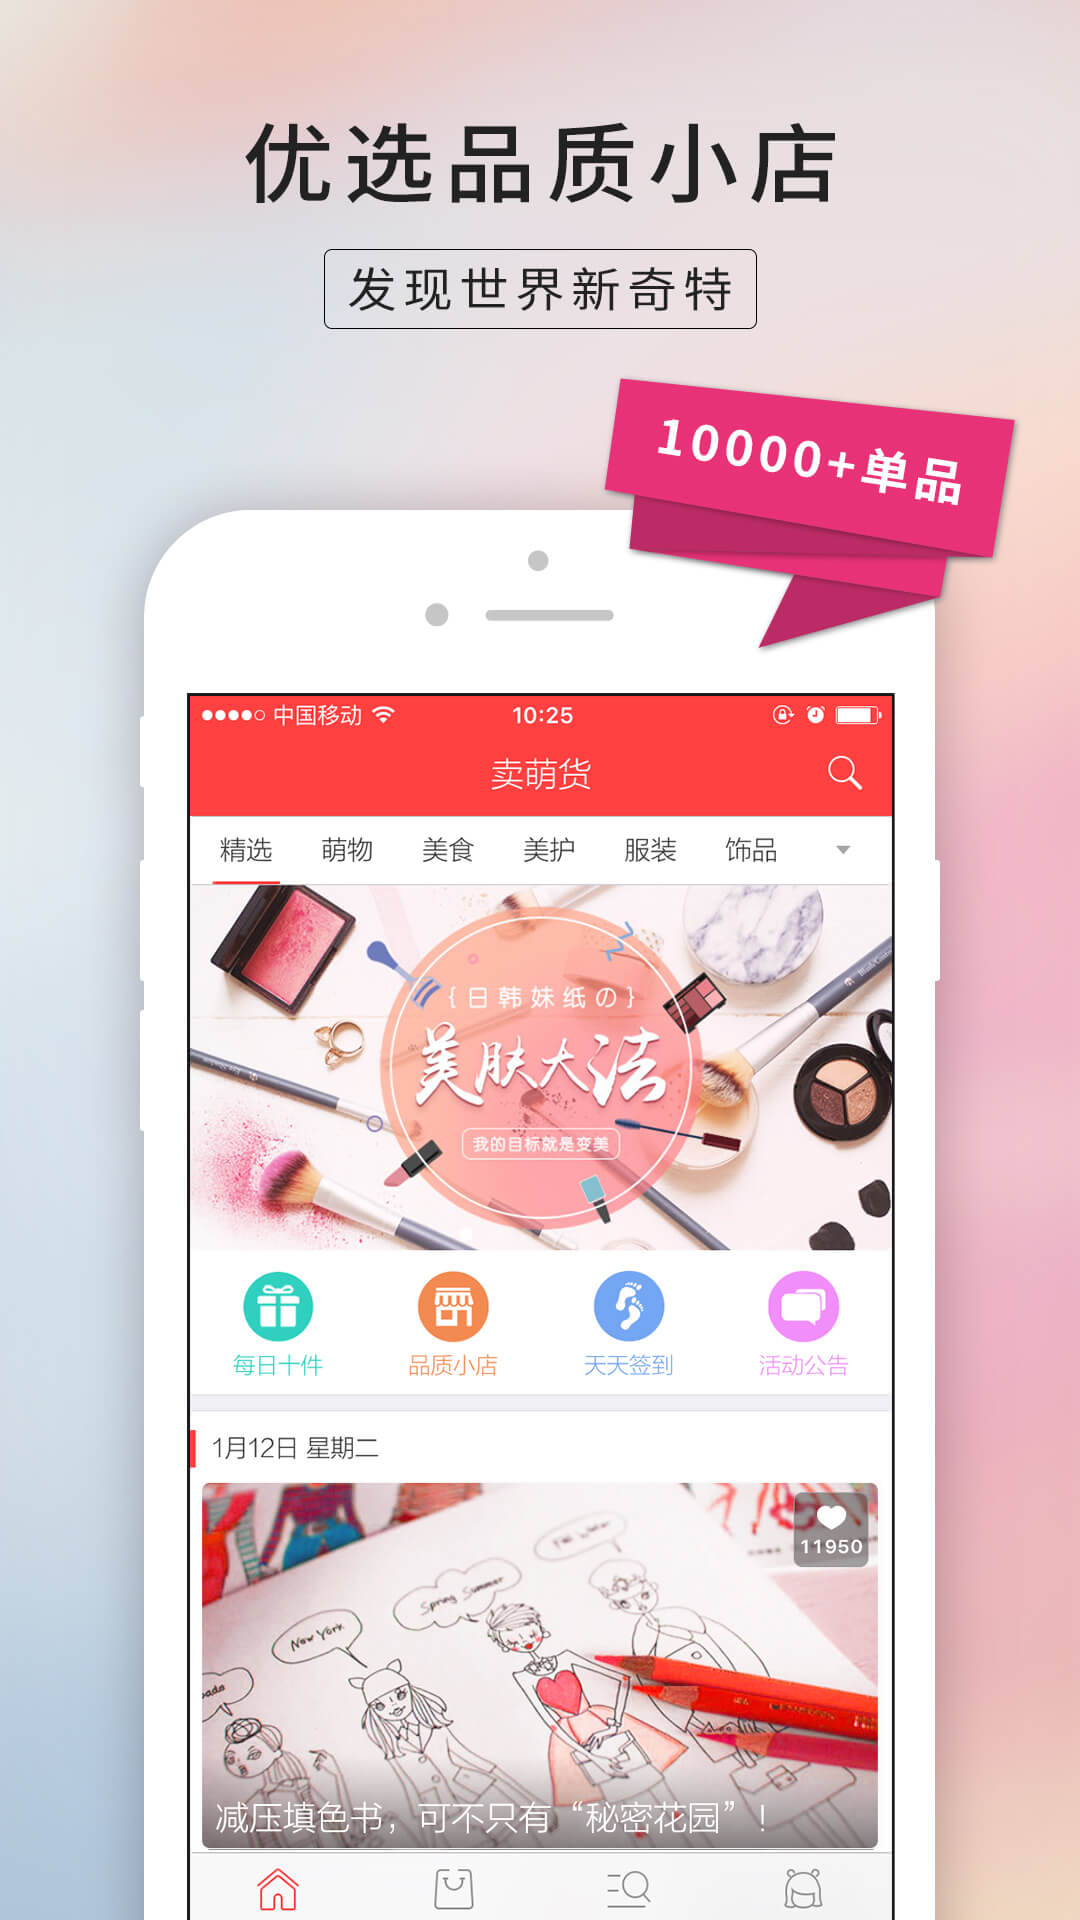 优选品质小店
发现世界新奇特
10000+单品
中国移动 10:25
卖萌货
精选 萌物 美食 美护 服装 饰品
{日韩妹纸の}
美肤大法
我的目标就是变美
每日十件 品质小店 天天签到 活动公告
1月12日 星期二
11950
I'm Winter
Spring Summer
New York
减压填色书，可不只有“秘密花园”！